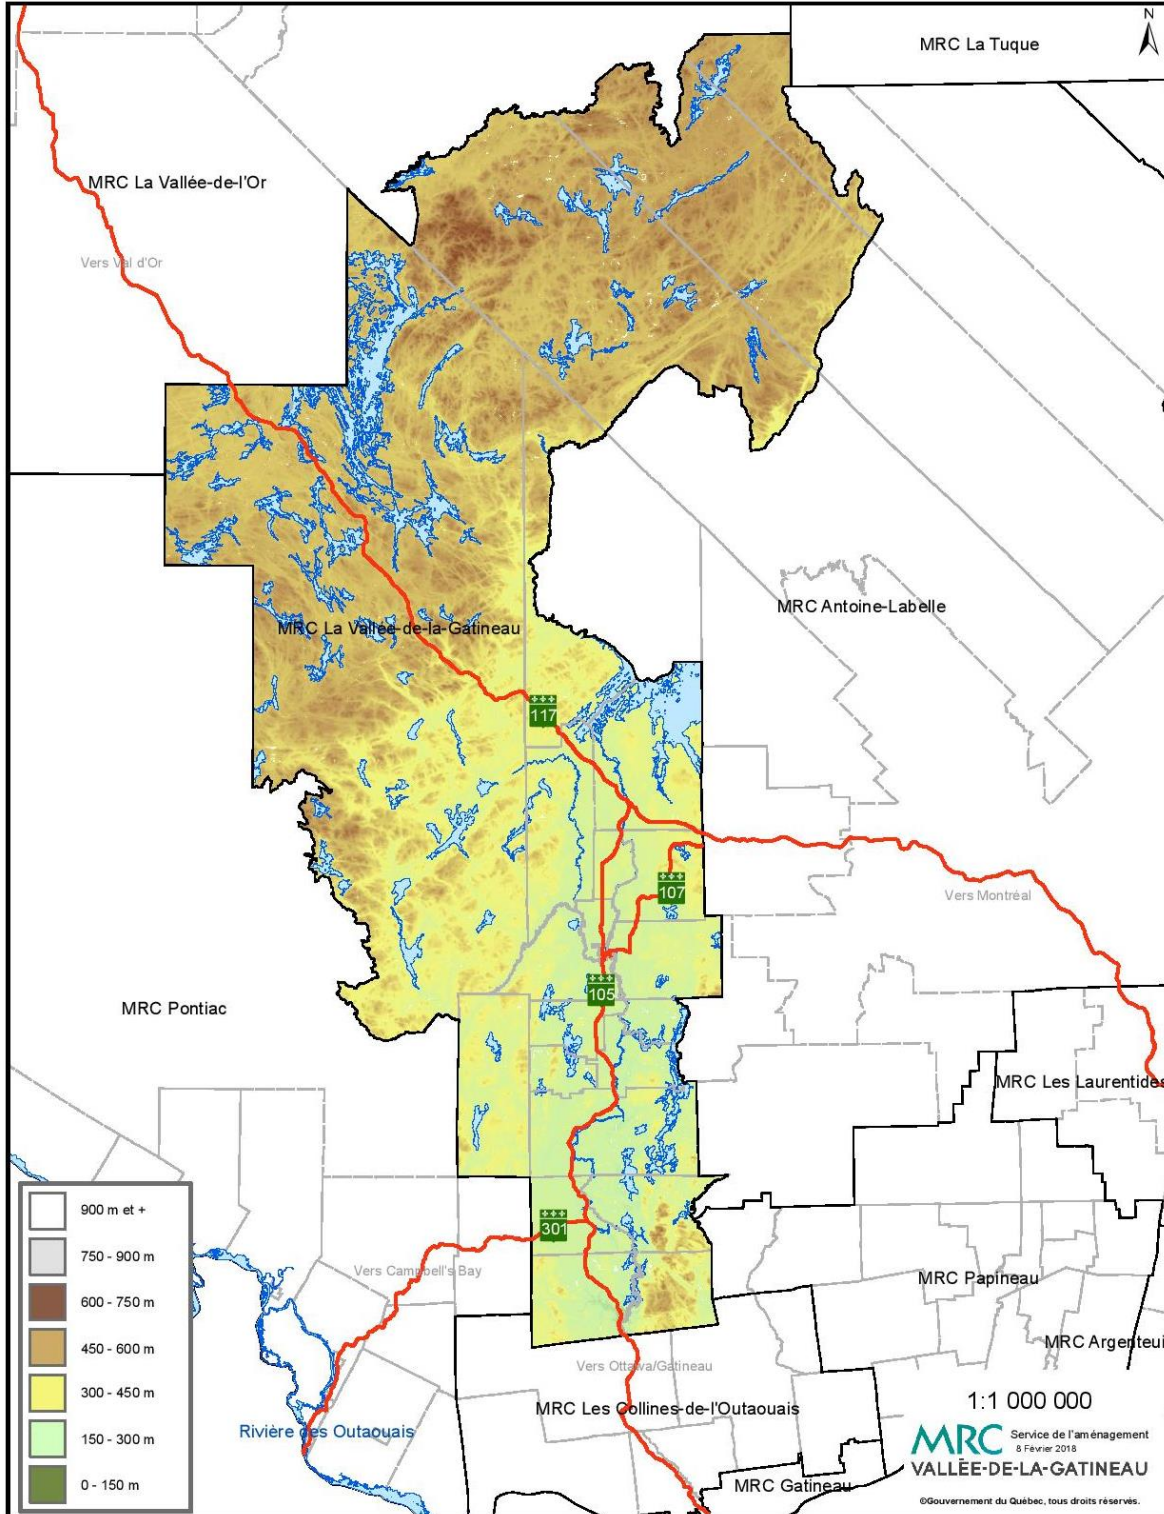 N
MRC La Tuque
MRC La Vallée-de-l'Or
Vers Val d'Or
MRC Antoine-Labelle
MRC La Vallée-de-la-Gatineau
117
107
Vers Montréal
105
MRC Pontiac
MRC Les Laurentides
301
Vers Campbell's Bay
MRC Papineau
MRC Argenteui
Vers Ottawa/Gatineau
MRC Les Collines-de-l'Outaouais
Rivière des Outaouais
MRC Gatineau
900 m et +
750 - 900 m
600 - 750 m
450 - 600 m
300 - 450 m
150 - 300 m
0 - 150 m
1:1 000 000
MRC Service de l'aménagement
8 Février 2018
VALLÉE-DE-LA-GATINEAU
©Gouvernement du Québec, tous droits réservés.